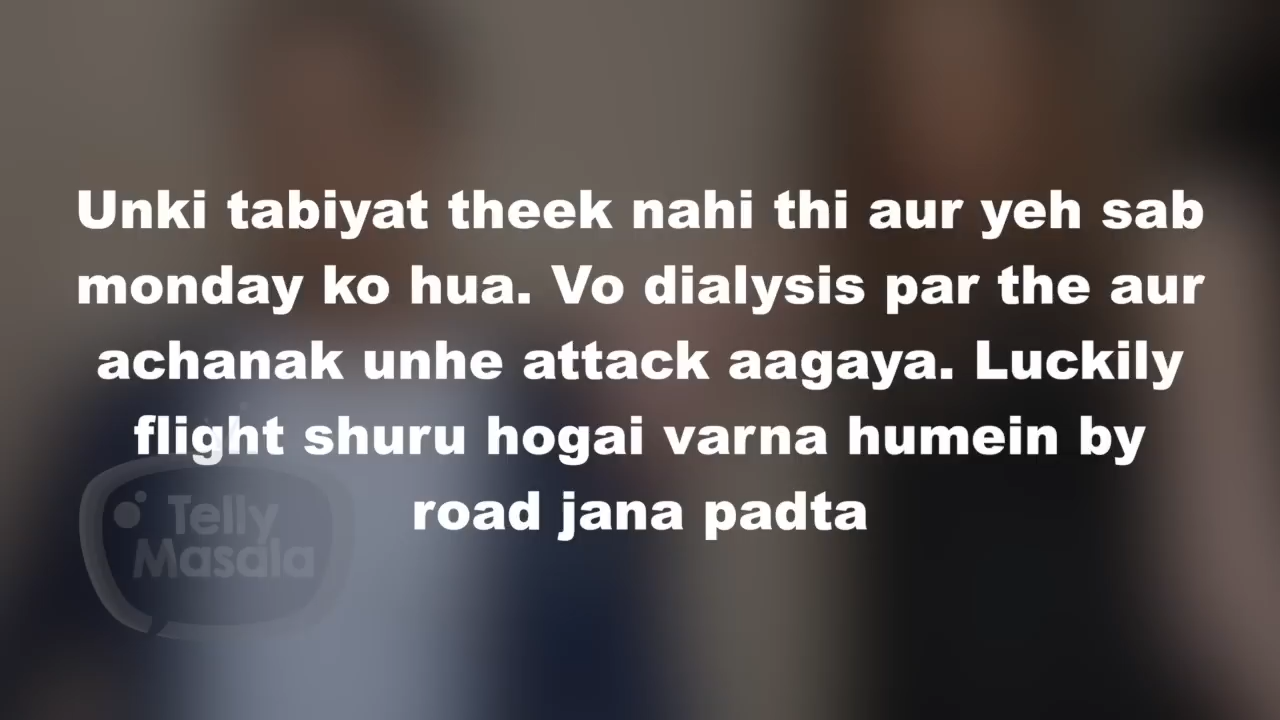 Unki tabiyat theek nahi thi aur yeh sab
monday ko hua. Vo dialysis par the aur
achanak unhe attack aagaya. Luckily
flight shuru hogai varna humein by
road jana padta
Telly
Masala